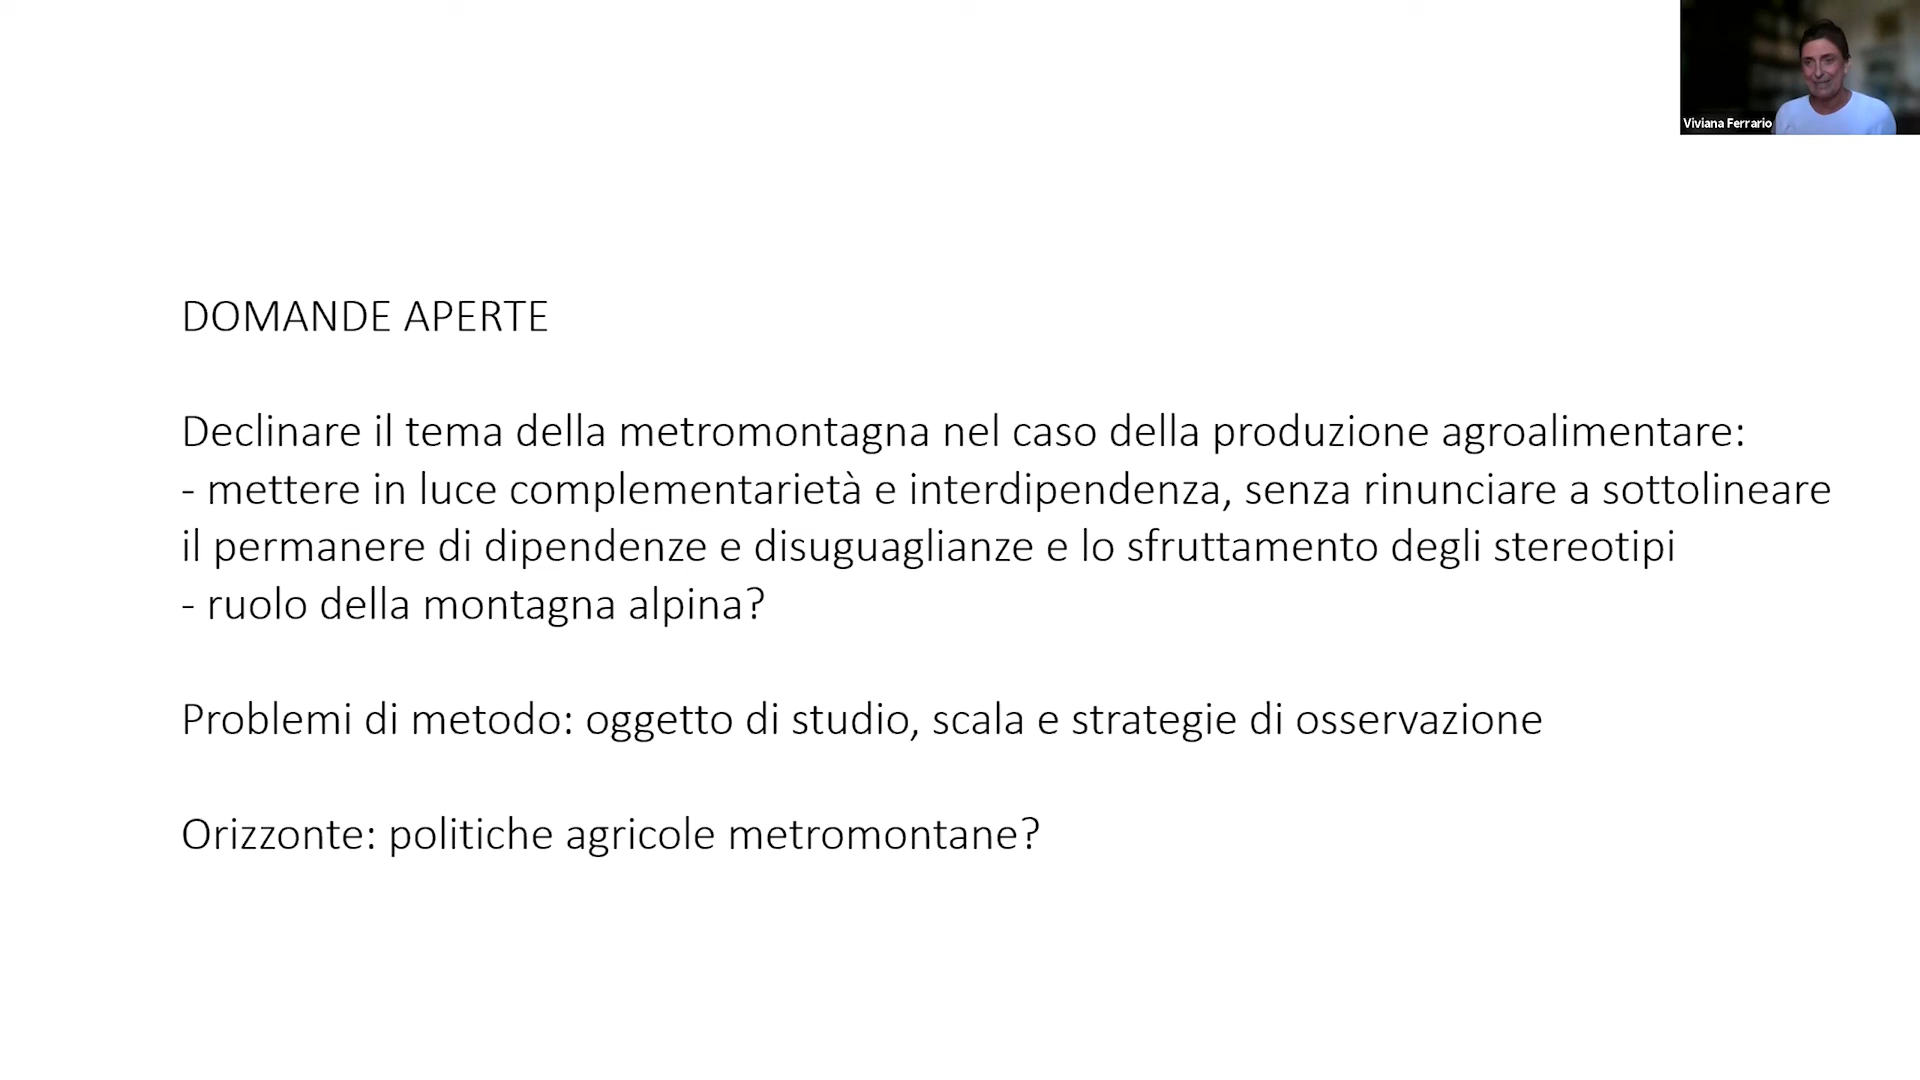 Viviana Ferrario
DOMANDE APERTE
Declinare il tema della metromontagna nel caso della produzione agroalimentare:
- mettere in luce complementarietà e interdipendenza, senza rinunciare a sottolineare
il permanere di dipendenze e disuguaglianze e lo sfruttamento degli stereotipi
- ruolo della montagna alpina?
Problemi di metodo: oggetto di studio, scala e strategie di osservazione
Orizzonte: politiche agricole metromontane?